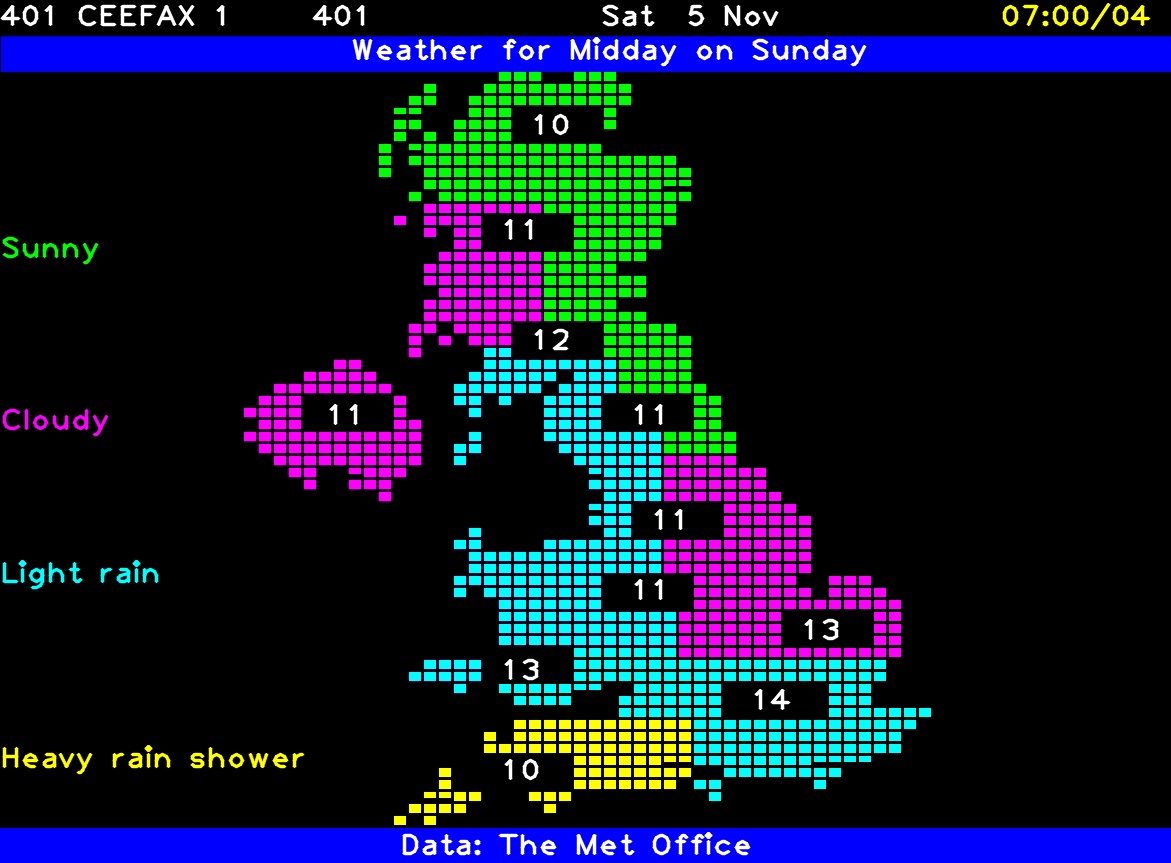 401 CEEFAX 1 401 Sat 5 Nov 07:00/04
Weather for Midday on Sunday
10
11
Sunny
12
11
11
Cloudy
11
Light rain
11
13
13
14
Heavy rain shower
10
Data: The Met Office